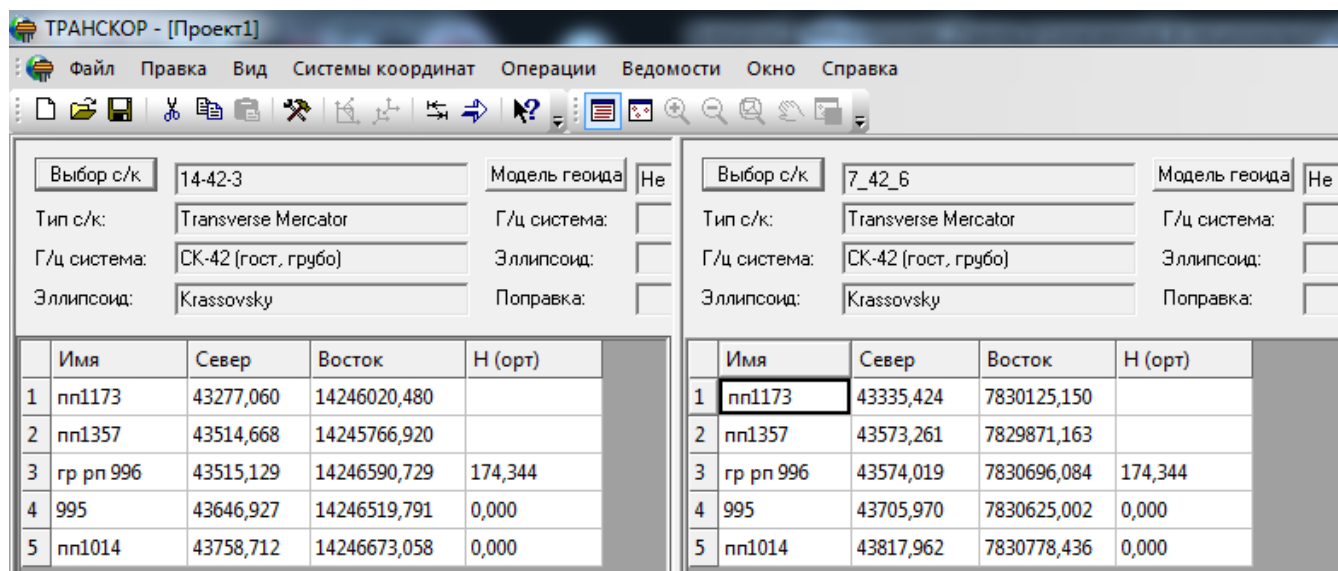 ТРАНСКОР - [Проект1]
Файл Правка Вид Системы координат Операции Ведомости Окно Справка
Выбор с/к 14-42-3 Модель геоида Не
Тип с/к: Transverse Mercator Г/ц система:
Г/ц система: СК-42 (гост, грубо) Эллипсоид:
Эллипсоид: Krassovsky Поправка:
Имя Север Восток H (орт)
1 пп1173 43277,060 14246020,480
2 пп1357 43514,668 14245766,920
3 гр рп 996 43515,129 14246590,729 174,344
4 995 43646,927 14246519,791 0,000
5 пп1014 43758,712 14246673,058 0,000
Выбор с/к 7_42_6 Модель геоида Не
Тип с/к: Transverse Mercator Г/ц система:
Г/ц система: СК-42 (гост, грубо) Эллипсоид:
Эллипсоид: Krassovsky Поправка:
Имя Север Восток H (орт)
1 пп1173 43335,424 7830125,150
2 пп1357 43573,261 7829871,163
3 гр рп 996 43574,019 7830696,084 174,344
4 995 43705,970 7830625,002 0,000
5 пп1014 43817,962 7830778,436 0,000